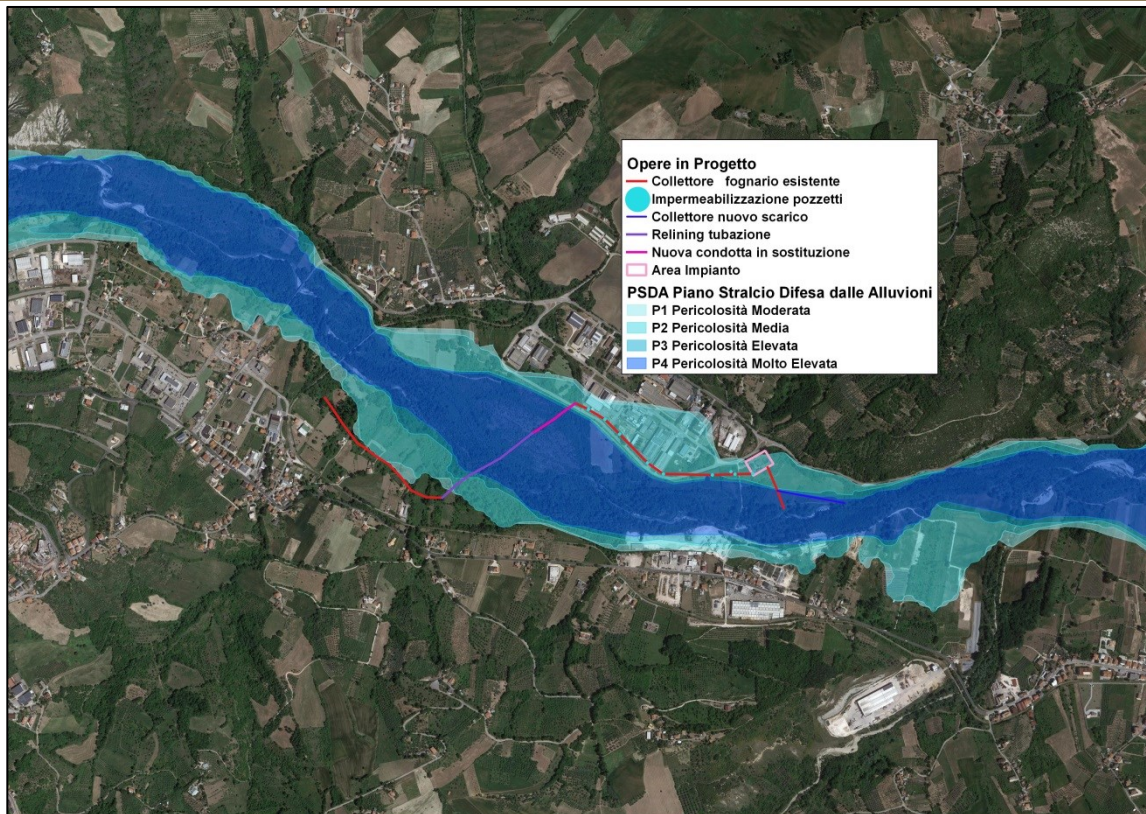 Opere in Progetto
Collettore fognario esistente
Impermeabilizzazione pozzetti
Collettore nuovo scarico
Relining tubazione
Nuova condotta in sostituzione
Area Impianto
PSDA Piano Stralcio Difesa dalle Alluvioni
P1 Pericolosità Moderata
P2 Pericolosità Media
P3 Pericolosità Elevata
P4 Pericolosità Molto Elevata